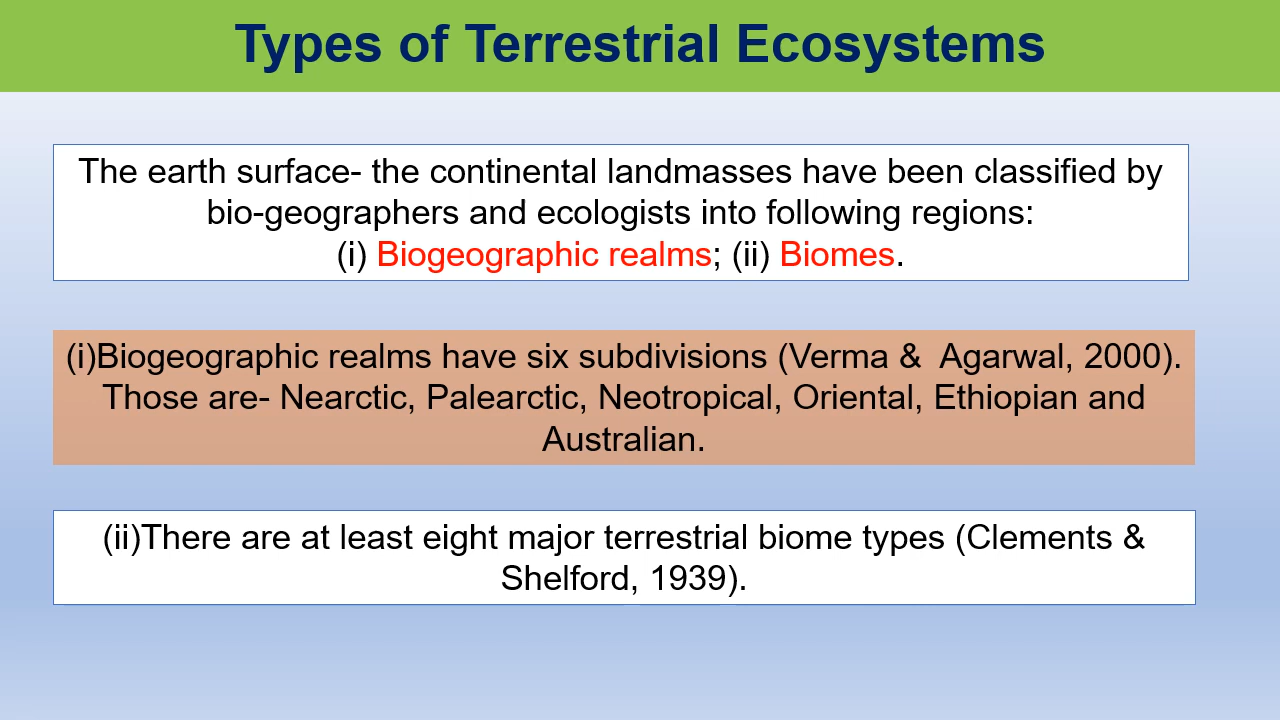 Types of Terrestrial Ecosystems
The earth surface- the continental landmasses have been classified by
bio-geographers and ecologists into following regions:
(i) Biogeographic realms; (ii) Biomes.
(i)Biogeographic realms have six subdivisions (Verma &  Agarwal, 2000).
Those are- Nearctic, Palearctic, Neotropical, Oriental, Ethiopian and
Australian.
(ii)There are at least eight major terrestrial biome types (Clements &
Shelford, 1939).